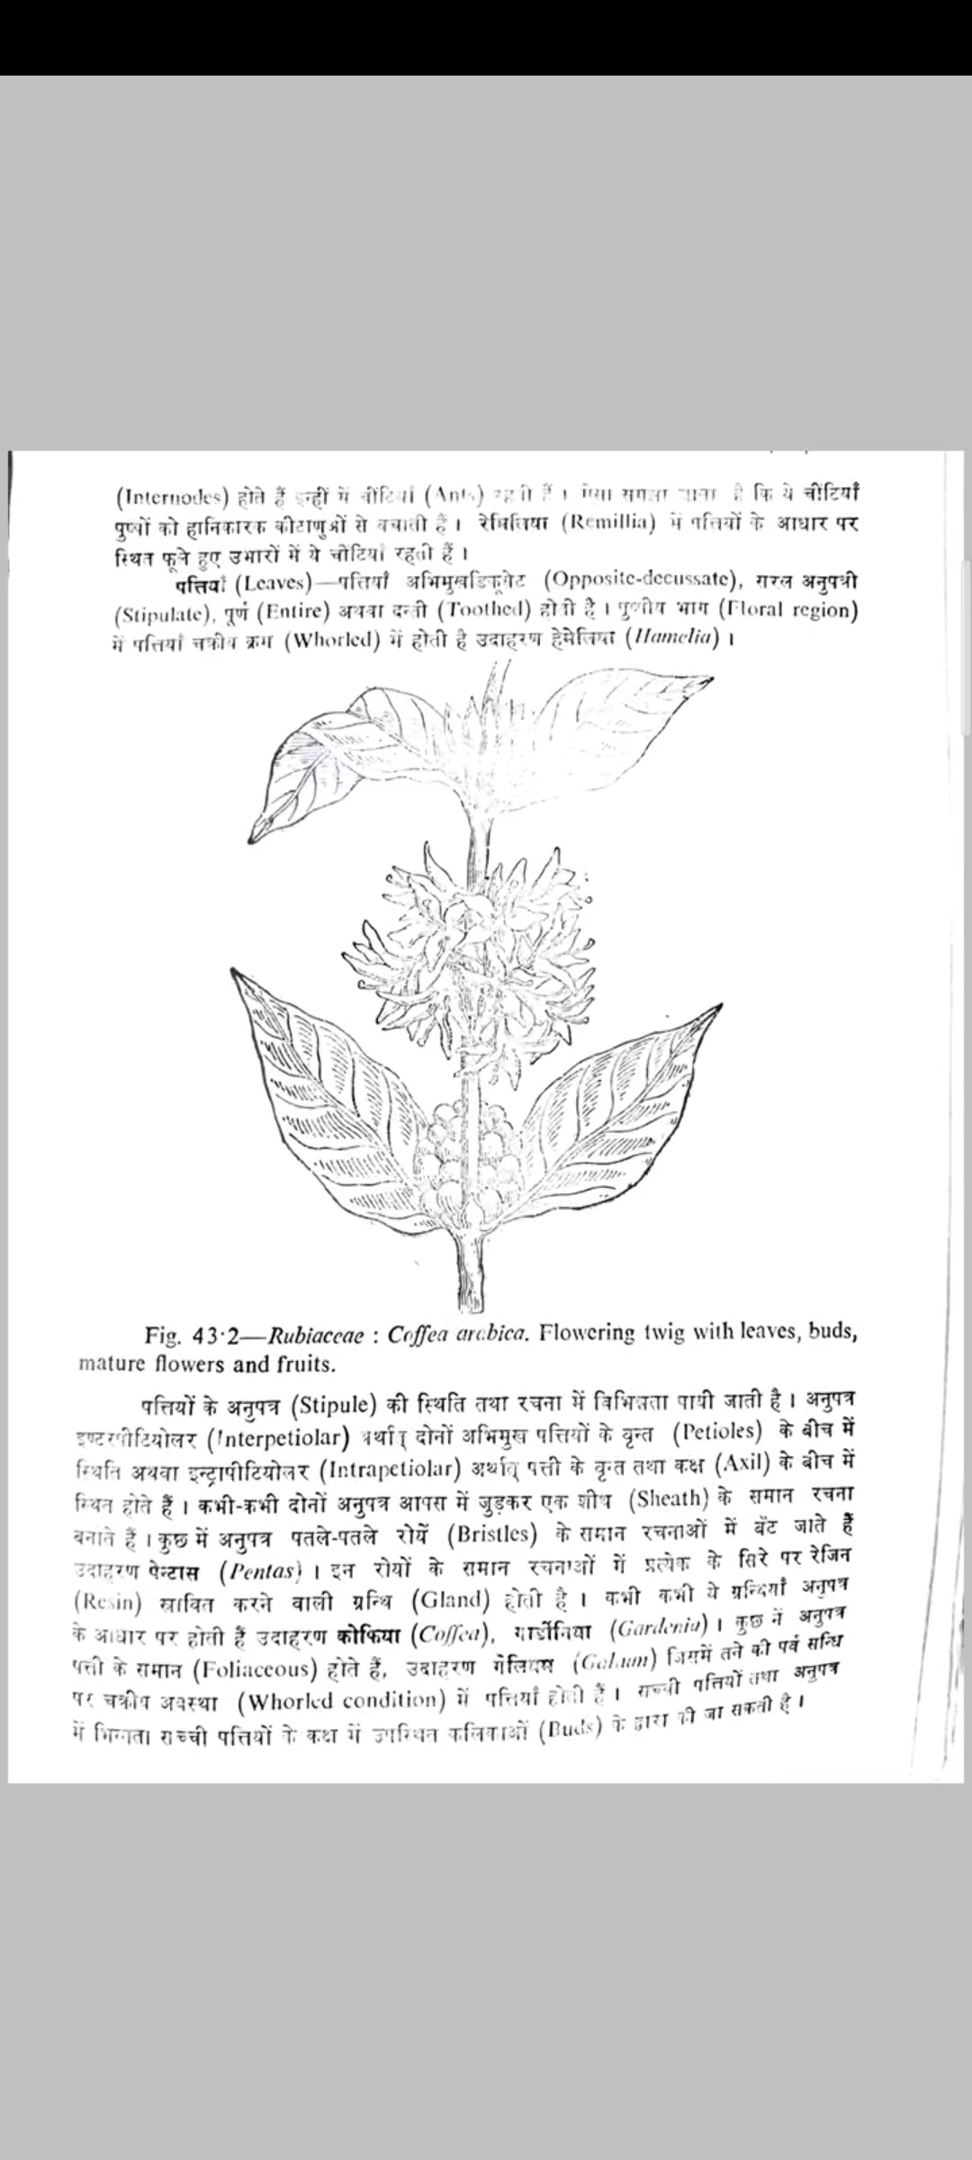 (Internodes) होते हैं इन्हीं में चींटियां (Ants) रहती हैं । ऐसा समझा जाता है कि ये चींटियाँ
पुष्पों को हानिकारक कीटाणुओं से बचाती हैं । रेमिलिया (Remillia) में पत्तियों के आधार पर
स्थित फूले हुए उभारों में ये चींटियां रहती हैं ।
पत्तियां (Leaves)—पत्तियाँ अभिमुखडिकूसेट (Opposite-decussate), सरल अनुपत्री
(Stipulate), पूर्ण (Entire) अथवा दन्ती (Toothed) होती है । पुष्पीय भाग (Floral region)
में पत्तियाँ चक्रीय क्रम (Whorled) में होती है उदाहरण हेमेलिया (Hamelia) ।
Fig. 43·2—Rubiaceae : Coffea arabica. Flowering twig with leaves, buds,
mature flowers and fruits.
पत्तियों के अनुपत्र (Stipule) की स्थिति तथा रचना में विभिन्नता पायी जाती है । अनुपत्र
इण्टरपीटियोलर (Interpetiolar) अर्थात् दोनों अभिमुख पत्तियों के वृन्त (Petioles) के बीच में
स्थिति अथवा इन्ट्रापीटियोलर (Intrapetiolar) अर्थात् पत्ती के वृन्त तथा कक्ष (Axil) के बीच में
स्थित होते हैं । कभी-कभी दोनों अनुपत्र आपस में जुड़कर एक शीथ (Sheath) के समान रचना
बनाते हैं । कुछ में अनुपत्र पतले-पतले रोयें (Bristles) के समान रचनाओं में बँट जाते हैं
उदाहरण पेन्टास (Pentas) । इन रोयों के समान रचनाओं में प्रत्येक के सिरे पर रेजिन
(Resin) स्रावित करने वाली ग्रन्थि (Gland) होती है । कभी कभी ये ग्रन्थियाँ अनुपत्र
के आधार पर होती हैं उदाहरण कोफिया (Coffea), गार्डीनिया (Gardenia) । कुछ में अनुपत्र
पत्ती के समान (Foliaceous) होते हैं, उदाहरण गेलियम (Galium) जिसमें तने की पर्व सन्धि
पर चक्रीय अवस्था (Whorled condition) में पत्तियाँ होती हैं । सच्ची पत्तियों तथा अनुपत्र
में भिन्नता सच्ची पत्तियों के कक्ष में उपस्थित कलिकाओं (Buds) के द्वारा की जा सकती है ।